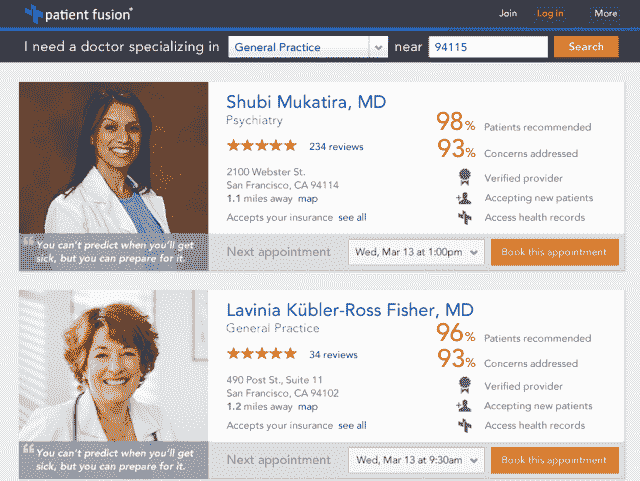 patient fusion®
Join Log in More
I need a doctor specializing in General Practice near 94115 Search
Shubi Mukatira, MD
Psychiatry
234 reviews
2100 Webster St.
San Francisco, CA 94114
1.1 miles away map
Accepts your insurance see all
98% Patients recommended
93% Concerns addressed
Verified provider
Accepting new patients
Access health records
“You can't predict when you'll get
sick, but you can prepare for it.
Next appointment Wed, Mar 13 at 1:00pm Book this appointment
Lavinia Kübler-Ross Fisher, MD
General Practice
34 reviews
490 Post St., Suite 11
San Francisco, CA 94102
1.2 miles away map
Accepts your insurance see all
96% Patients recommended
93% Concerns addressed
Verified provider
Accepting new patients
Access health records
“You can't predict when you'll get
sick, but you can prepare for it.
Next appointment Wed, Mar 13 at 9:30am Book this appointment